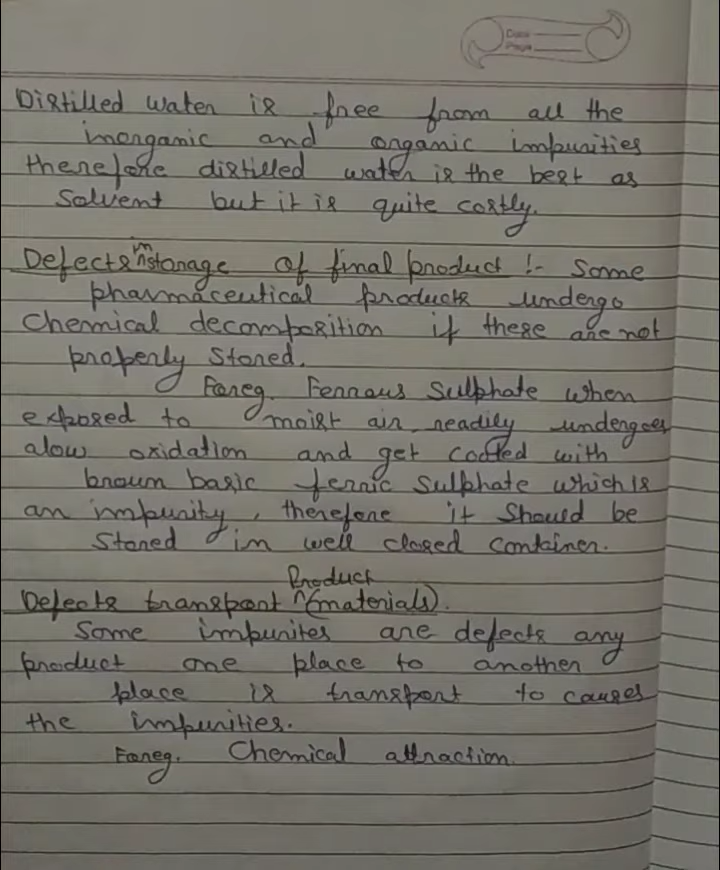 Date
Page
Distilled water is free from all the
inorganic and organic impurities
therefore distilled water is the best as
Solvent but it is quite costly.
Defects in storage of final product :- Some
pharmaceutical products undergo
Chemical decomposition if these are not
properly Stored.
Foreg. Ferrous Sulphate when
exposed to moist air readily undergoes
alow oxidation and get coated with
brown basic ferric Sulphate which is
an impurity, therefore it Should be
Stored in well closed Container.
Defects transport Product (materials).
Some impurites are defects any
product one place to another
place is transport to causes
the impurities.
Foreg. Chemical attraction.